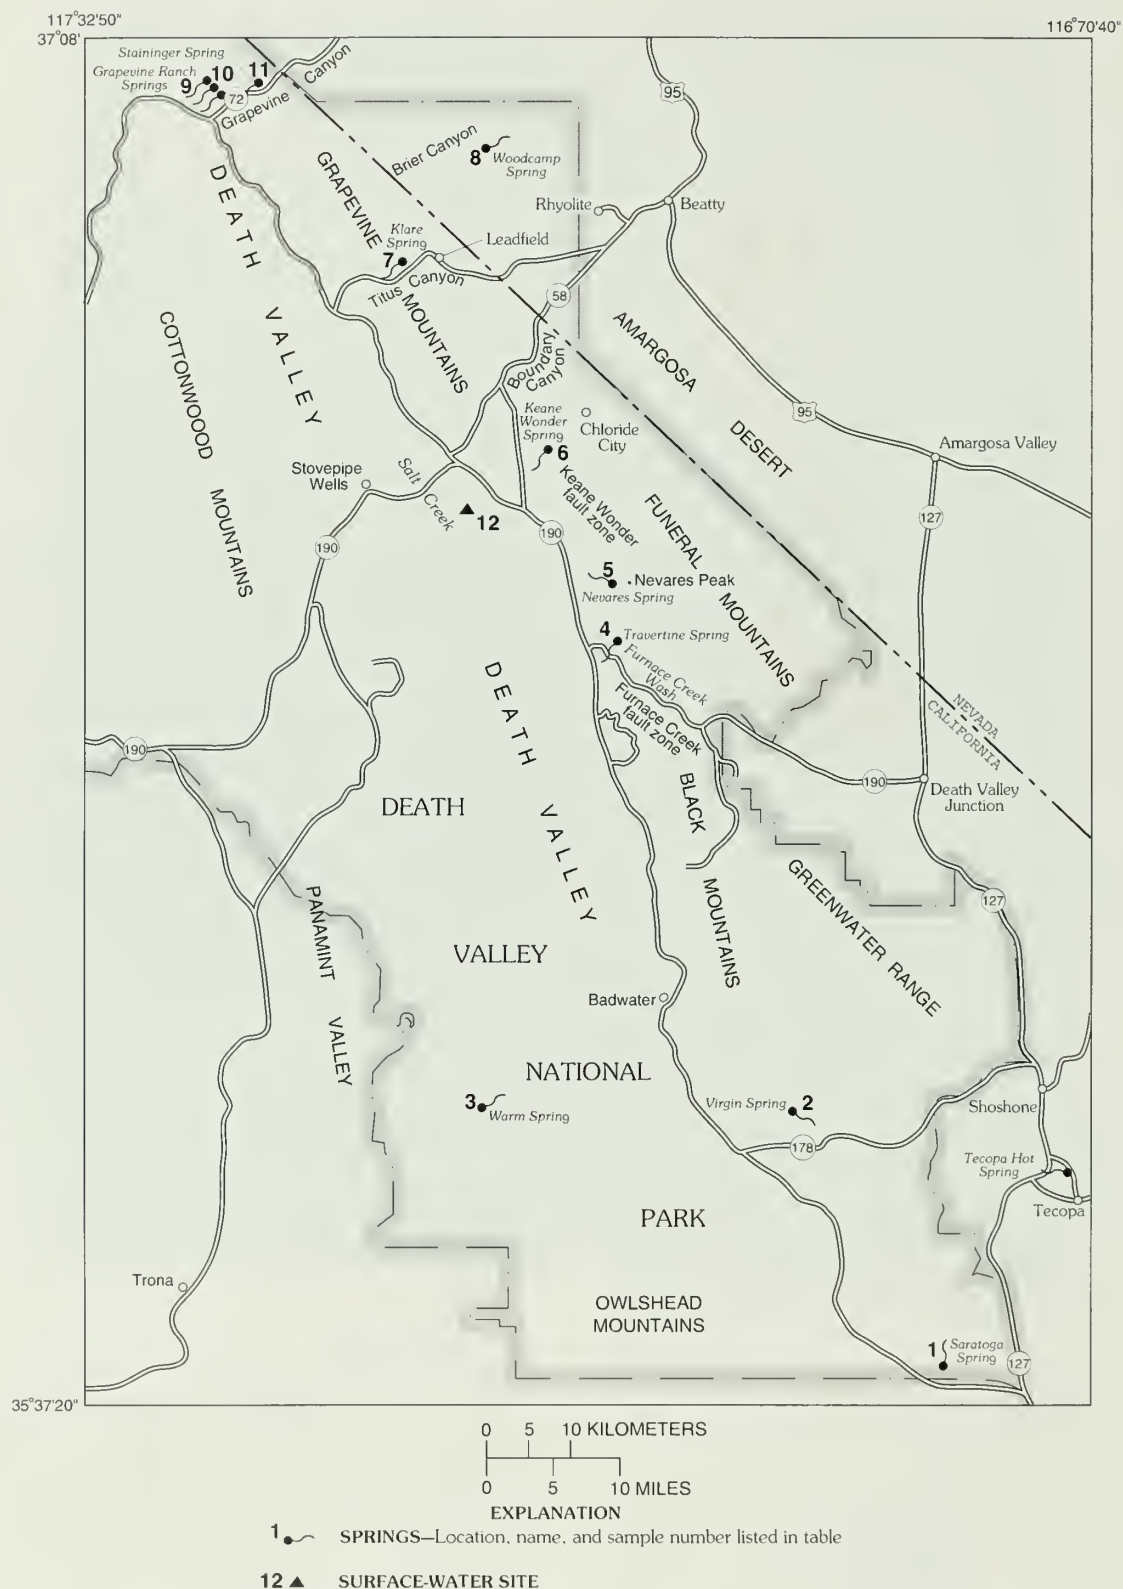 117°32'50"
116°70'40"
37°08'
Staininger Spring
Grapevine Ranch
Springs
9
10
11
72
Grapevine
Canyon
95
8
Brier Canyon
Woodcamp
Spring
Rhyolite
Beatty
DEATH
VALLEY
GRAPEVINE
MOUNTAINS
Klare
Spring
7
Leadfield
Titus Canyon
58
Boundary
Canyon
AMARGOSA
DESERT
95
Amargosa Valley
COTTONWOOD
MOUNTAINS
Keane
Wonder
Spring
6
Chloride
City
Keane Wonder
fault zone
Stovepipe
Wells
Salt
Creek
12
190
190
127
FUNERAL
MOUNTAINS
5
Nevares Peak
Nevares Spring
4
Travertine Spring
Furnace Creek
Wash
Furnace Creek
fault zone
DEATH
VALLEY
NEVADA
CALIFORNIA
190
190
Death Valley
Junction
BLACK
MOUNTAINS
DEATH
GREENWATER RANGE
127
PANAMINT
VALLEY
VALLEY
Badwater
NATIONAL
3
Warm Spring
Virgin Spring
2
178
Shoshone
Tecopa Hot
Spring
Tecopa
PARK
Trona
OWLSHEAD
MOUNTAINS
1
Saratoga
Spring
127
35°37'20"
0 5 10 KILOMETERS
0 5 10 MILES
EXPLANATION
1 SPRINGS—Location, name, and sample number listed in table
12 SURFACE-WATER SITE